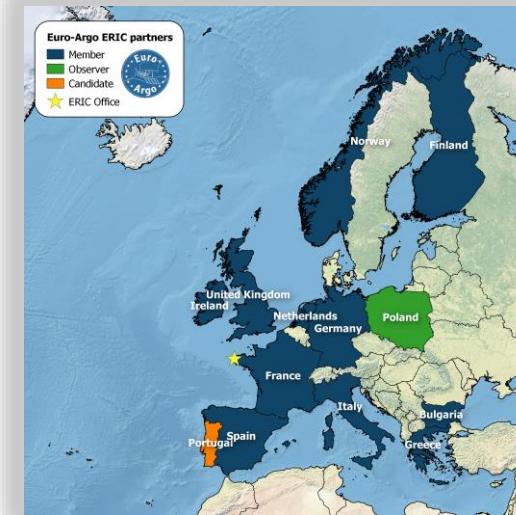 Euro-Argo ERIC partners
Member
Observer
Candidate
ERIC Office
Euro-
Argo
Norway
Finland
United Kingdom
Ireland
Netherlands
Germany
Poland
France
Italy
Bulgaria
Portugal
Spain
Greece